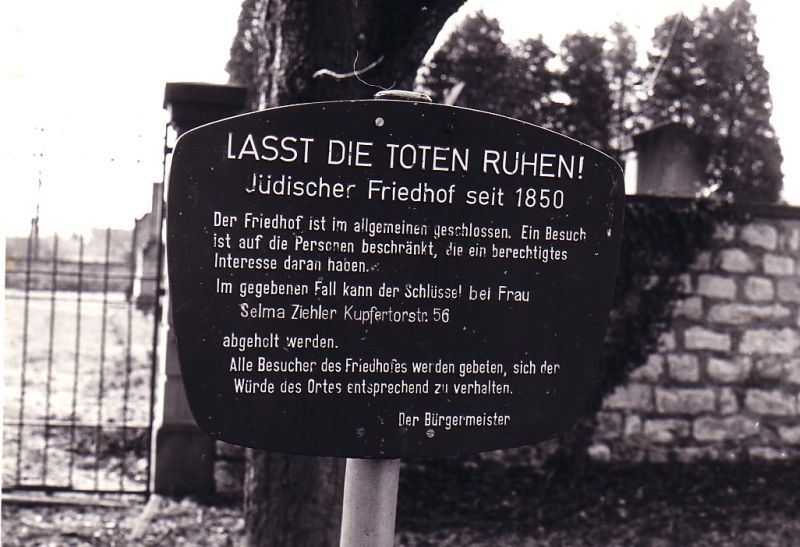 LASST DIE TOTEN RUHEN!
Jüdischer Friedhof seit 1850
Der Friedhof ist im allgemeinen geschlossen. Ein Besuch
ist auf die Personen beschränkt, die ein berechtigtes
Interesse daran haben.
Im gegebenen Fall kann der Schlüssel bei Frau
Selma Ziehler Kupfertorstr. 56
abgeholt werden.
Alle Besucher des Friedhofes werden gebeten, sich der
Würde des Ortes entsprechend zu verhalten.
Der Bürgermeister